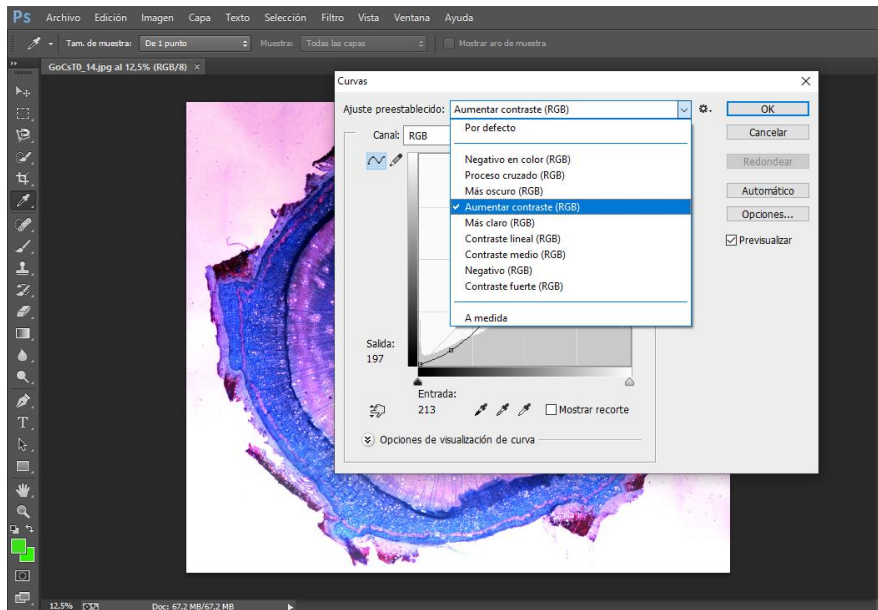 Ps Archivo Edición Imagen Capa Texto Selección Filtro Vista Ventana Ayuda
Tam. de muestra: De 1 punto Muestra: Todas las capas Mostrar aro de muestra
GoCsT0_14.jpg al 12,5% (RGB/8) ×
Curvas
Ajuste preestablecido: Aumentar contraste (RGB)
OK
Canal: RGB
Por defecto
Cancelar
Negativo en color (RGB)
Redondear
Proceso cruzado (RGB)
Más oscuro (RGB)
Automático
Aumentar contraste (RGB)
Opciones...
Más claro (RGB)
Contraste lineal (RGB)
Previsualizar
Contraste medio (RGB)
Negativo (RGB)
Contraste fuerte (RGB)
A medida
Salida:
197
Entrada:
213
Mostrar recorte
Opciones de visualización de curva
12,5% Doc: 67,2 MB/67,2 MB